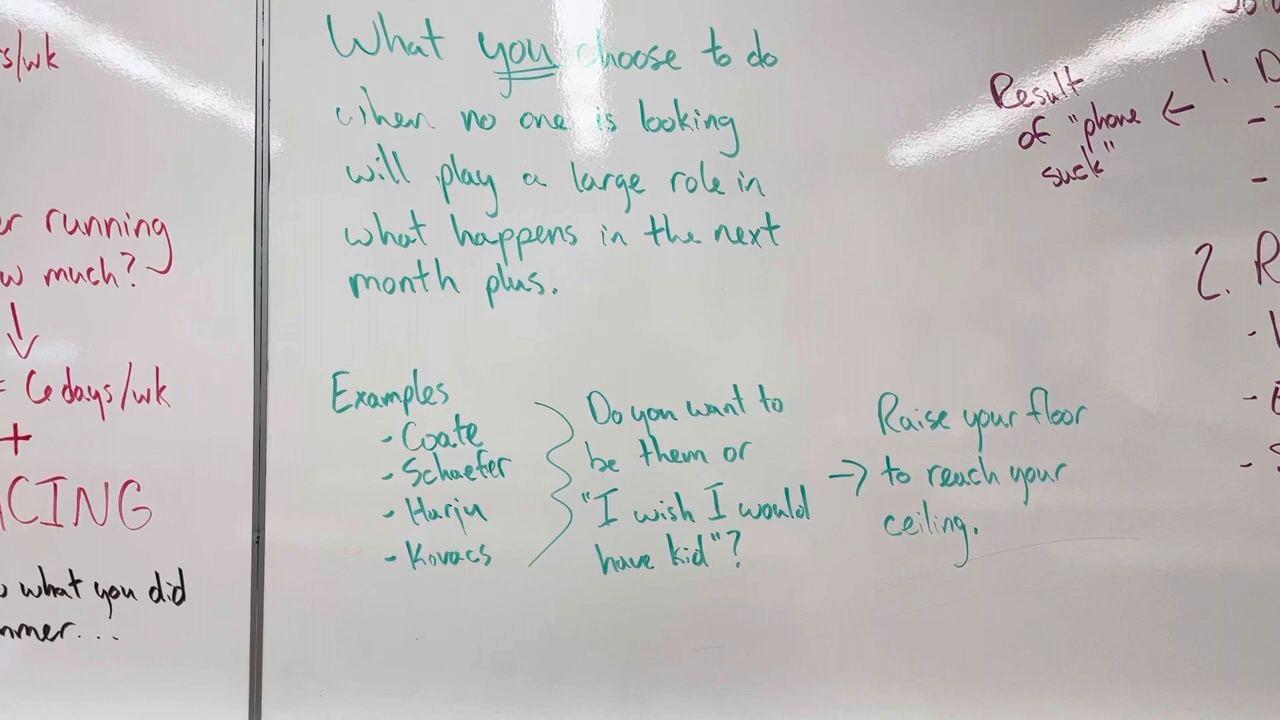 s/wk
er running
w much?
↓
= 6 days/wk
+
ACING
what you did
mmer...
What you choose to do
when no one is looking
will play a large role in
what happens in the next
month plus.
Examples
- Coate
- Schaefer
- Harju
- Kovacs
Do you want to
be them or
"I wish I would
have kid"?
→ Raise your floor
to reach your
ceiling.
Result
of "phone ←
suck"
1.
-
-
2. R
-
-
-